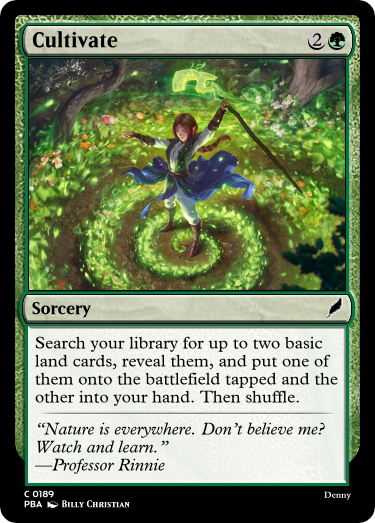 Cultivate 2
Sorcery
Search your library for up to two basic
land cards, reveal them, and put one of
them onto the battlefield tapped and the
other into your hand. Then shuffle.
“Nature is everywhere. Don’t believe me?
Watch and learn.”
—Professor Rinnie
C 0189
PBA Billy Christian
Denny